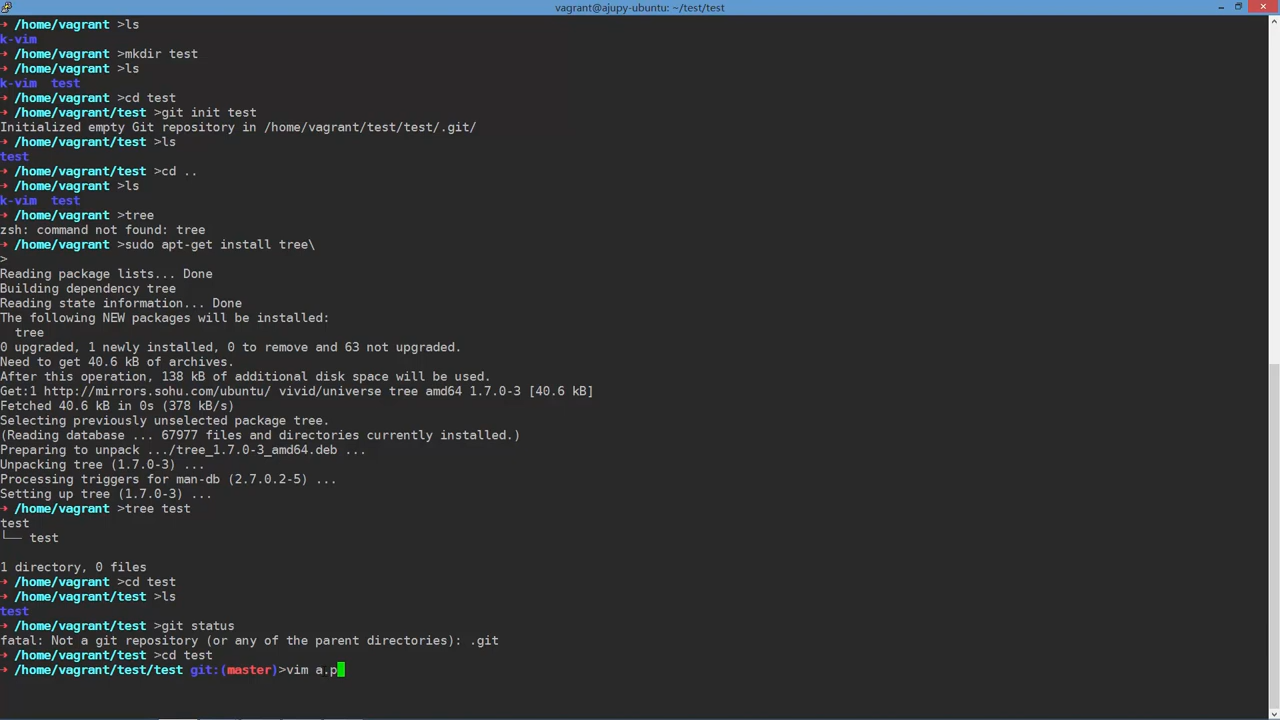 vagrant@ajupy-ubuntu: ~/test/test
➜ /home/vagrant >ls
k-vim
➜ /home/vagrant >mkdir test
➜ /home/vagrant >ls
k-vim  test
➜ /home/vagrant >cd test
➜ /home/vagrant/test >git init test
Initialized empty Git repository in /home/vagrant/test/test/.git/
➜ /home/vagrant/test >ls
test
➜ /home/vagrant/test >cd ..
➜ /home/vagrant >ls
k-vim  test
➜ /home/vagrant >tree
zsh: command not found: tree
➜ /home/vagrant >sudo apt-get install tree\
>
Reading package lists... Done
Building dependency tree
Reading state information... Done
The following NEW packages will be installed:
  tree
0 upgraded, 1 newly installed, 0 to remove and 63 not upgraded.
Need to get 40.6 kB of archives.
After this operation, 138 kB of additional disk space will be used.
Get:1 http://mirrors.sohu.com/ubuntu/ vivid/universe tree amd64 1.7.0-3 [40.6 kB]
Fetched 40.6 kB in 0s (378 kB/s)
Selecting previously unselected package tree.
(Reading database ... 67977 files and directories currently installed.)
Preparing to unpack .../tree_1.7.0-3_amd64.deb ...
Unpacking tree (1.7.0-3) ...
Processing triggers for man-db (2.7.0.2-5) ...
Setting up tree (1.7.0-3) ...
➜ /home/vagrant >tree test
test
└── test
1 directory, 0 files
➜ /home/vagrant >cd test
➜ /home/vagrant/test >ls
test
➜ /home/vagrant/test >git status
fatal: Not a git repository (or any of the parent directories): .git
➜ /home/vagrant/test >cd test
➜ /home/vagrant/test/test git:(master)>vim a.p